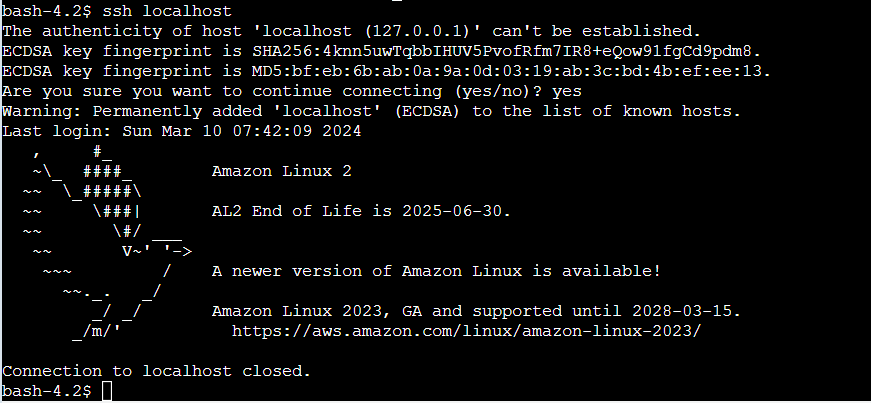 bash-4.2$ ssh localhost
The authenticity of host 'localhost (127.0.0.1)' can't be established.
ECDSA key fingerprint is SHA256:4knn5uwTqbbIHUV5PvofRfm7IR8+eQow91fgCd9pdm8.
ECDSA key fingerprint is MD5:bf:eb:6b:ab:0a:9a:0d:03:19:ab:3c:bd:4b:ef:ee:13.
Are you sure you want to continue connecting (yes/no)? yes
Warning: Permanently added 'localhost' (ECDSA) to the list of known hosts.
Last login: Sun Mar 10 07:42:09 2024
   ,     #_
   ~\_  ####_        Amazon Linux 2
  ~~  \_#####\
  ~~     \###|       AL2 End of Life is 2025-06-30.
  ~~       \#/ ___
   ~~       V~' '->
    ~~~         /    A newer version of Amazon Linux is available!
      ~~._.   _/
         _/ _/       Amazon Linux 2023, GA and supported until 2028-03-15.
       _/m/'           https://aws.amazon.com/linux/amazon-linux-2023/
Connection to localhost closed.
bash-4.2$